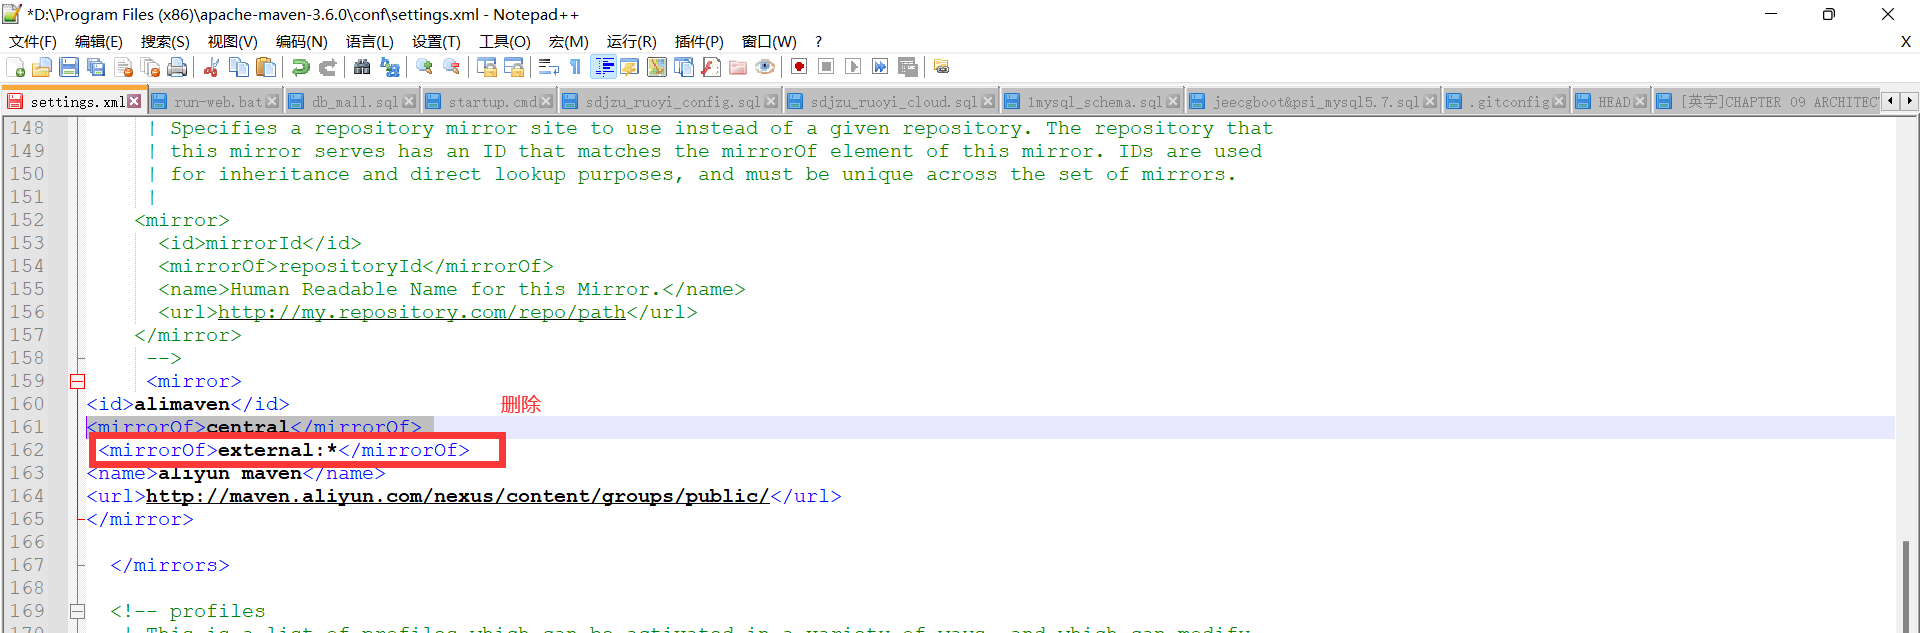 *D:\Program Files (x86)\apache-maven-3.6.0\conf\settings.xml - Notepad++
文件(F) 编辑(E) 搜索(S) 视图(V) 编码(N) 语言(L) 设置(T) 工具(O) 宏(M) 运行(R) 插件(P) 窗口(W) ? X
settings.xml run-web.bat db_mall.sql startup.cmd sdjzu_ruoyi_config.sql sdjzu_ruoyi_cloud.sql 1mysql_schema.sql jeecgboot&psi_mysql5.7.sql .gitconfig HEAD [英字]CHAPTER 09 ARCHITEC
148 | Specifies a repository mirror site to use instead of a given repository. The repository that
149 | this mirror serves has an ID that matches the mirrorOf element of this mirror. IDs are used
150 | for inheritance and direct lookup purposes, and must be unique across the set of mirrors.
151 |
152 <mirror>
153 <id>mirrorId</id>
154 <mirrorOf>repositoryId</mirrorOf>
155 <name>Human Readable Name for this Mirror.</name>
156 <url>http://my.repository.com/repo/path</url>
157 </mirror>
158 -->
159 <mirror>
160 <id>alimaven</id> 删除
161 <mirrorOf>central</mirrorOf>
162 <mirrorOf>external:*</mirrorOf>
163 <name>aliyun maven</name>
164 <url>http://maven.aliyun.com/nexus/content/groups/public/</url>
165 </mirror>
166
167 </mirrors>
168
169 <!-- profiles
170 | This is a list of profiles which can be activated in a variety of ways, and which can modify